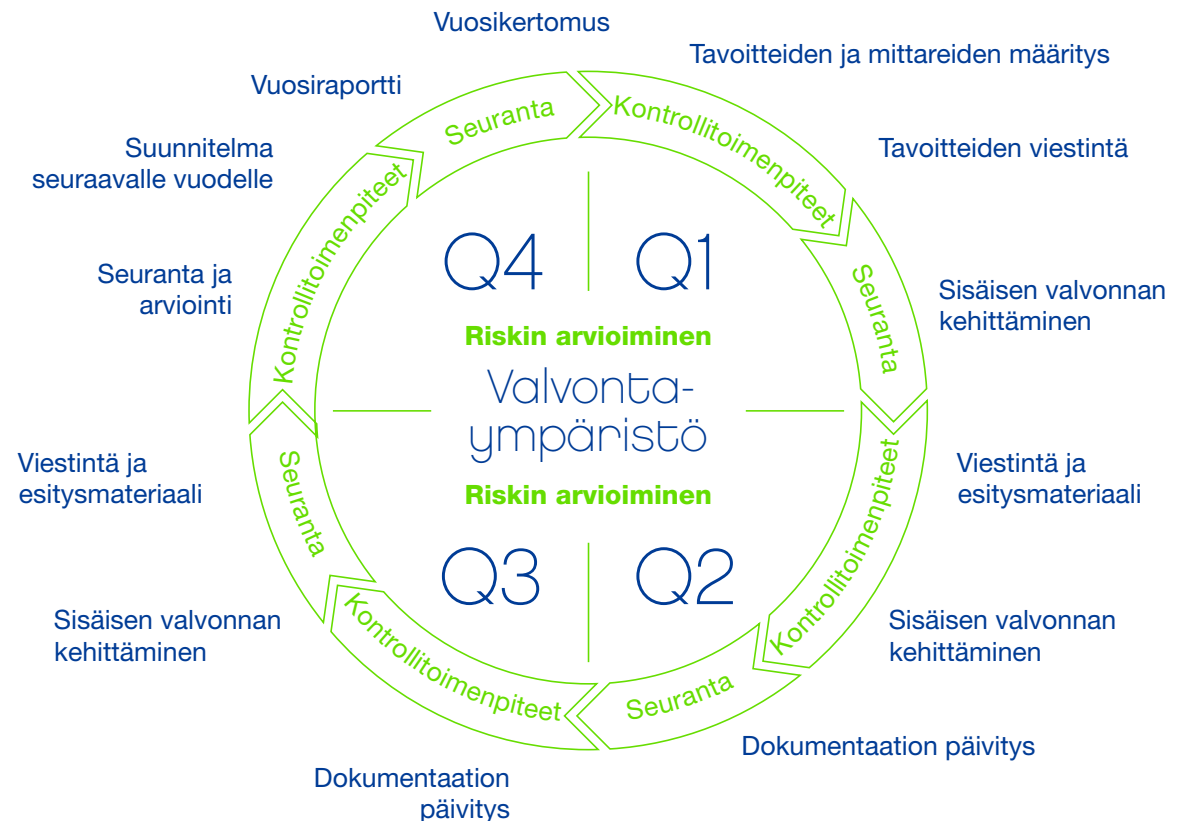 Vuosikertomus
Tavoitteiden ja mittareiden määritys
Vuosiraportti
Seuranta
Kontrollitoimenpiteet
Suunnitelma
seuraavalle vuodelle
Tavoitteiden viestintä
Kontrollitoimenpiteet
Seuranta
Q4
Q1
Seuranta ja
arviointi
Sisäisen valvonnan
kehittäminen
Riskin arvioiminen
Valvonta-
ympäristö
Riskin arvioiminen
Viestintä ja
esitysmateriaali
Seuranta
Kontrollitoimenpiteet
Viestintä ja
esitysmateriaali
Q3
Q2
Sisäisen valvonnan
kehittäminen
Kontrollitoimenpiteet
Seuranta
Sisäisen valvonnan
kehittäminen
Dokumentaation päivitys
Dokumentaation
päivitys